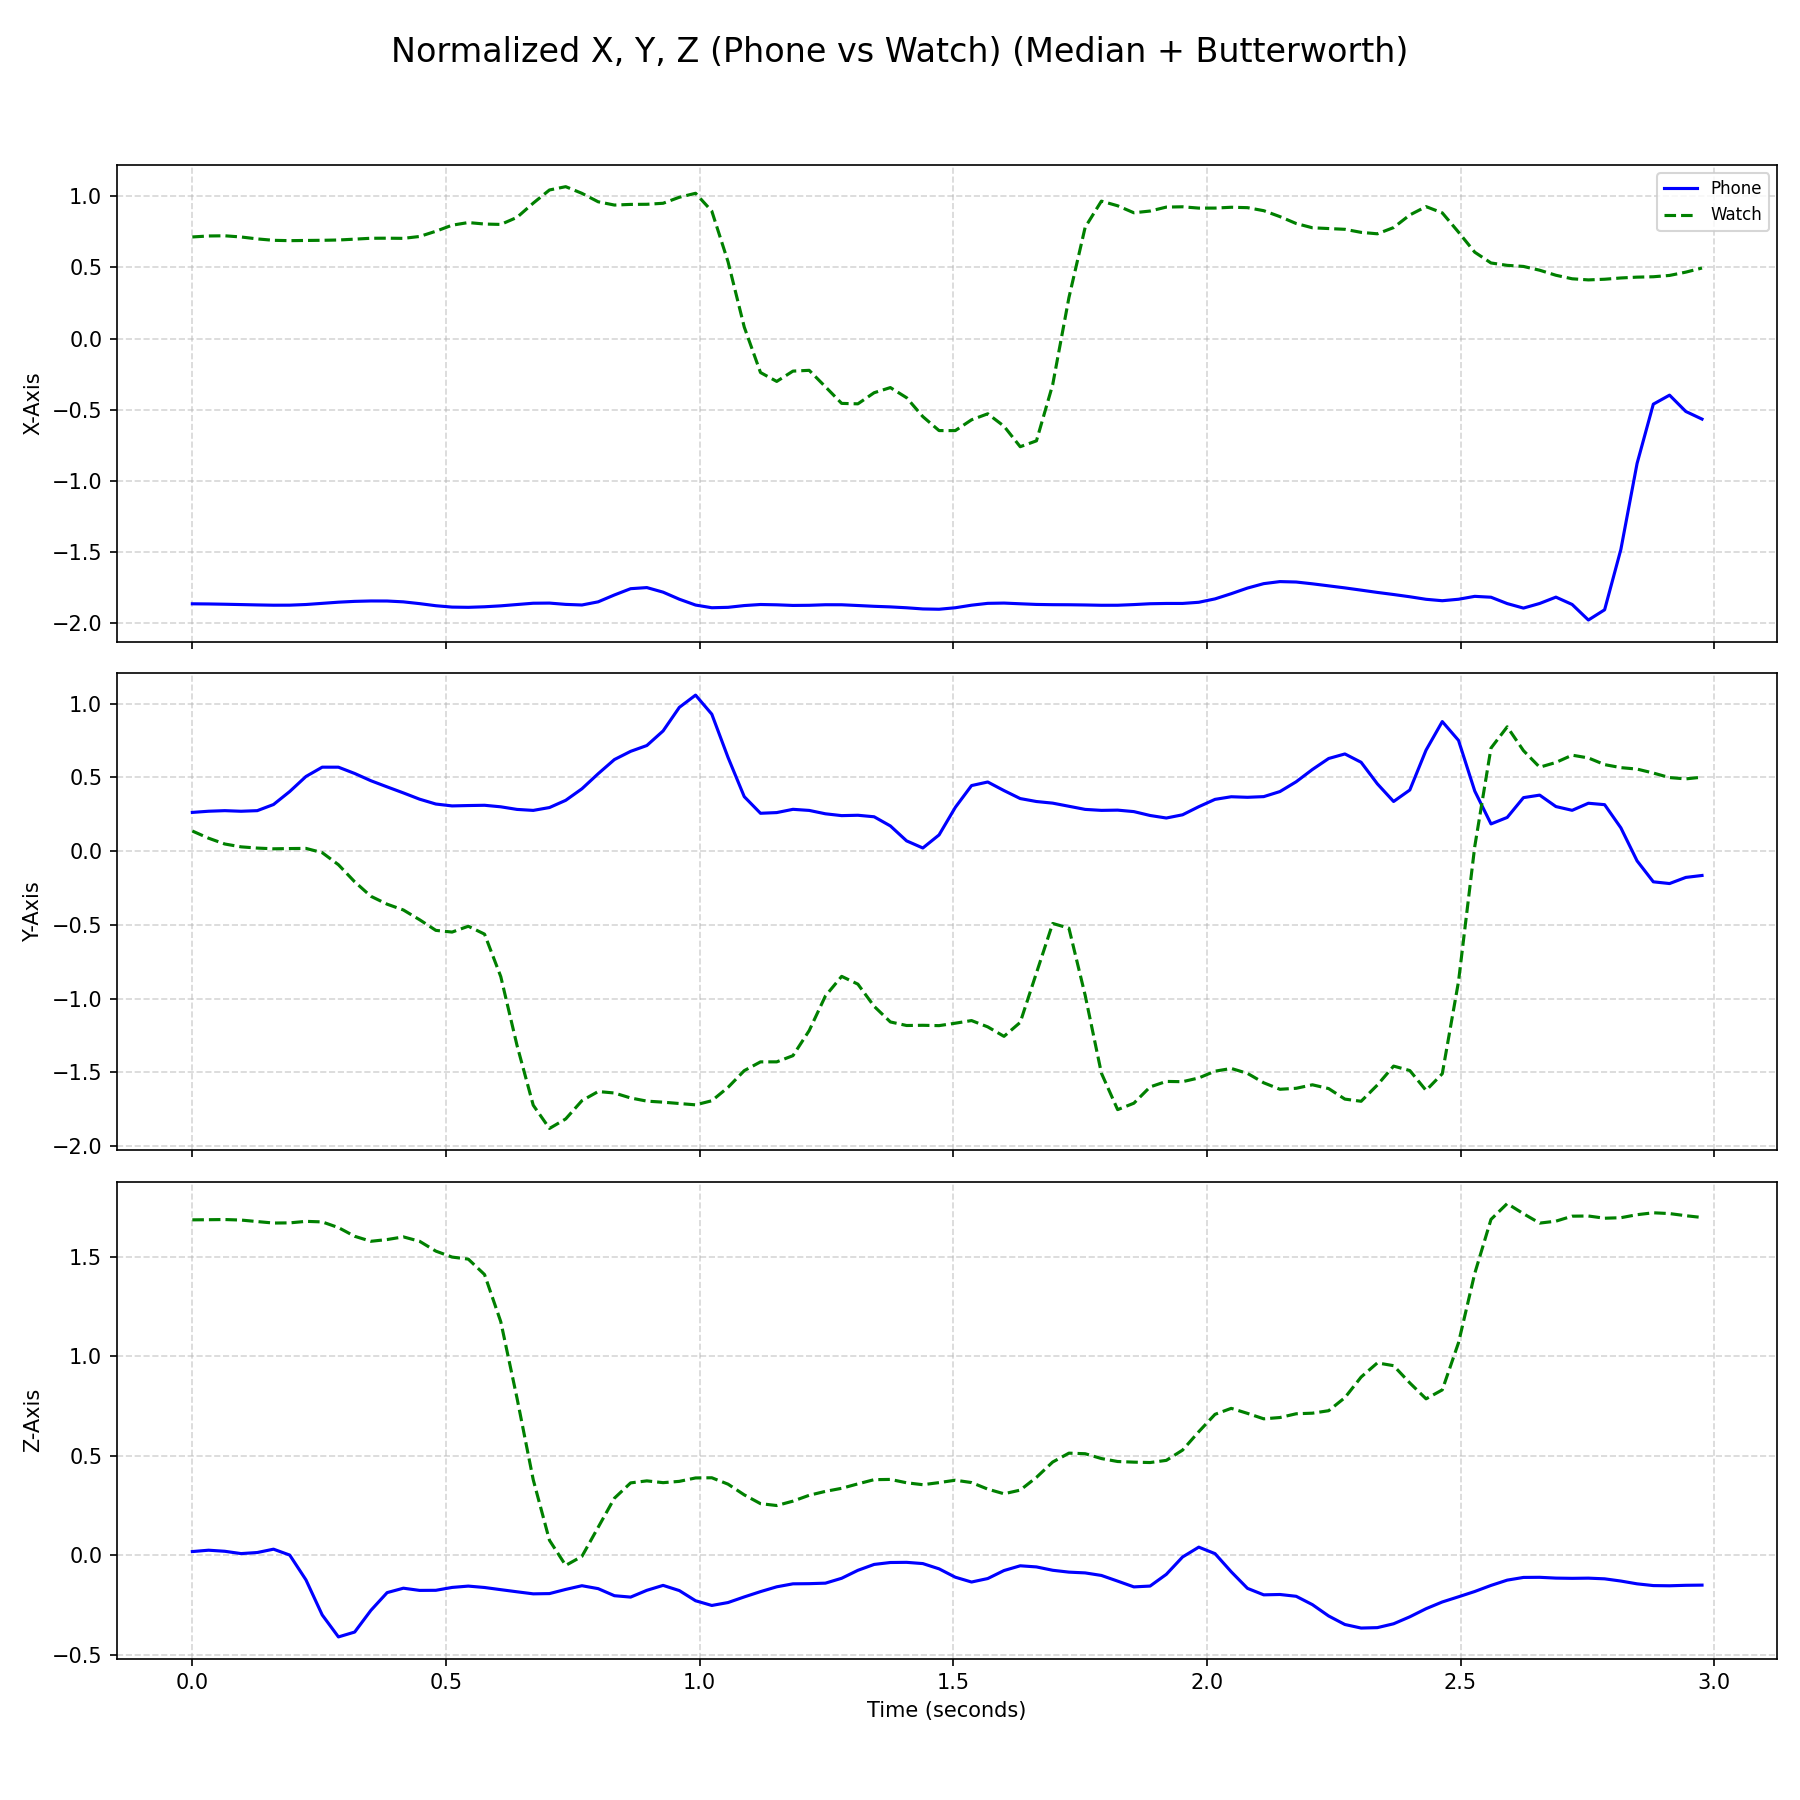 Normalized X, Y, Z (Phone vs Watch) (Median + Butterworth)
Phone
Watch
1.0
0.5
0.0
−0.5
−1.0
−1.5
−2.0
X-Axis
1.0
0.5
0.0
−0.5
−1.0
−1.5
−2.0
Y-Axis
1.5
1.0
0.5
0.0
−0.5
Z-Axis
0.0 0.5 1.0 1.5 2.0 2.5 3.0
Time (seconds)